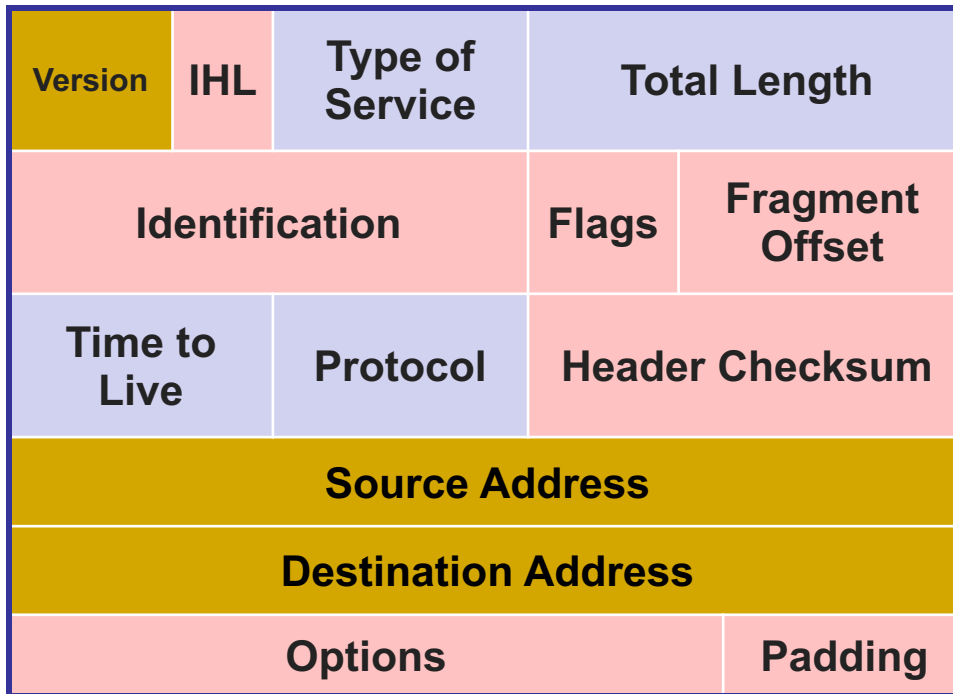 Version
IHL
Type of
Service
Total Length
Identification
Flags
Fragment
Offset
Time to
Live
Protocol
Header Checksum
Source Address
Destination Address
Options
Padding